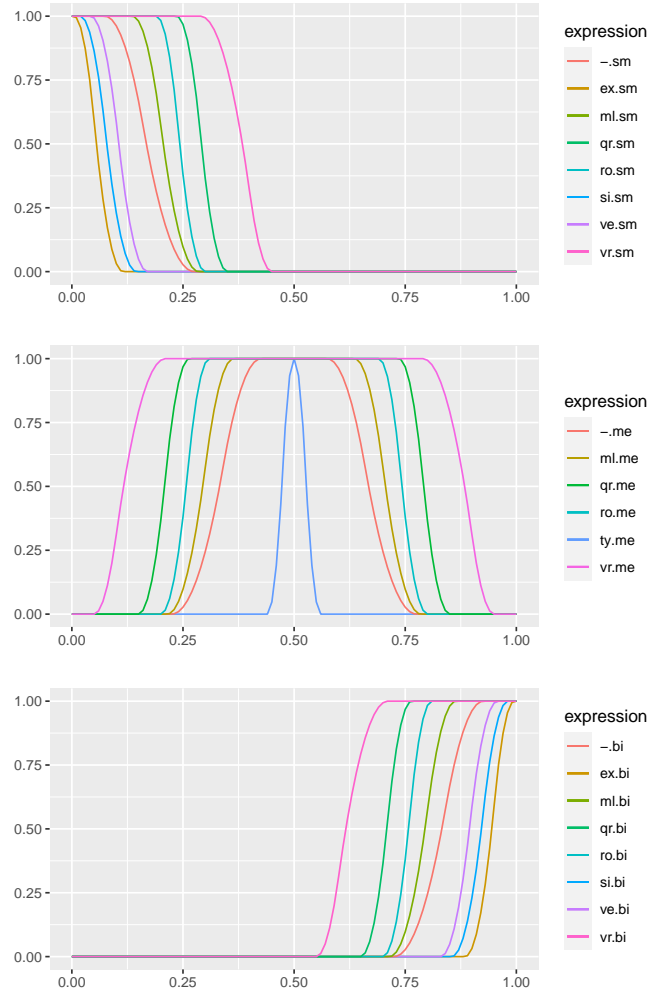 expression
1.00
−.sm
ex.sm
0.75
ml.sm
qr.sm
0.50
ro.sm
si.sm
0.25
ve.sm
vr.sm
0.00
0.00 0.25 0.50 0.75 1.00
1.00
expression
0.75
−.me
ml.me
0.50
qr.me
ro.me
0.25
ty.me
vr.me
0.00
0.00 0.25 0.50 0.75 1.00
1.00
expression
−.bi
0.75
ex.bi
ml.bi
0.50
qr.bi
ro.bi
0.25
si.bi
ve.bi
vr.bi
0.00
0.00 0.25 0.50 0.75 1.00